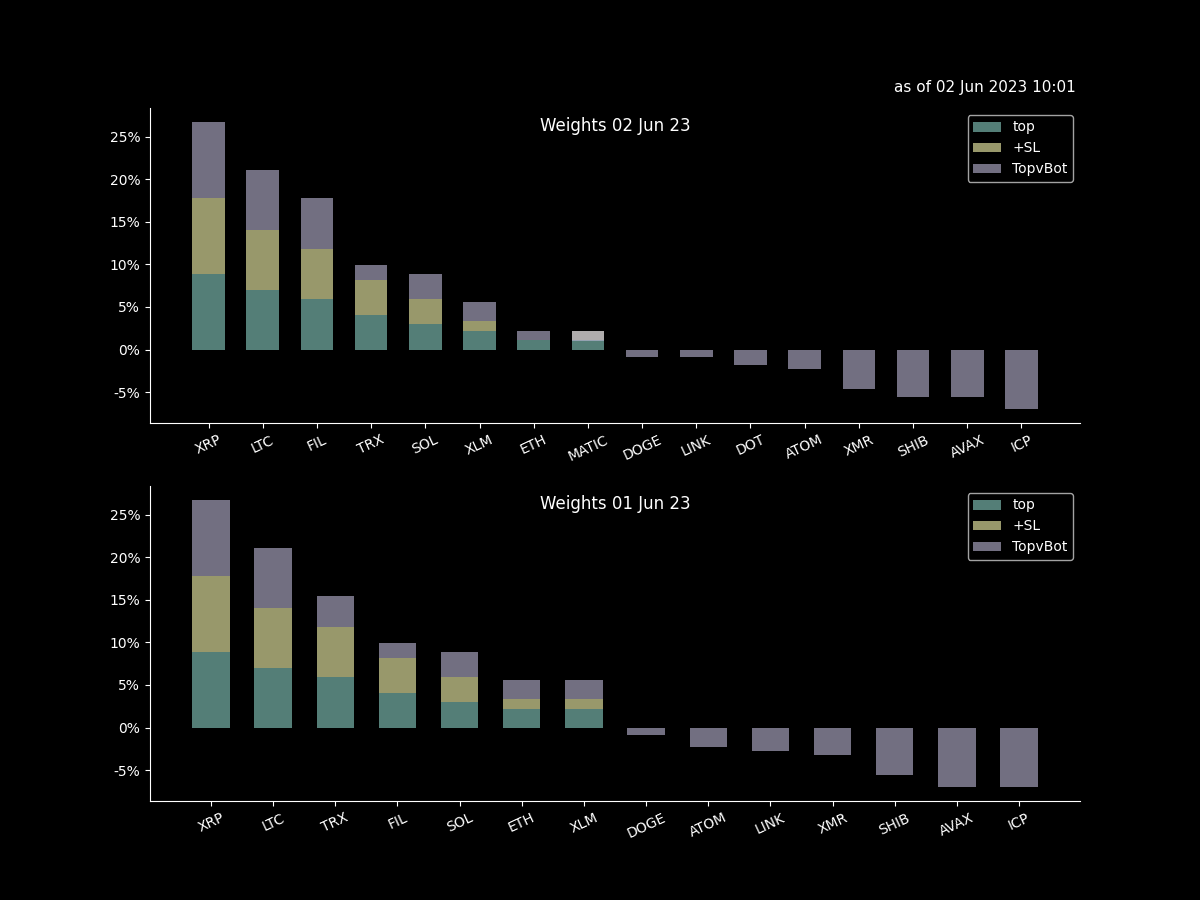 as of 02 Jun 2023 10:01
Weights 02 Jun 23
top
+SL
TopvBot
25%
20%
15%
10%
5%
0%
-5%
XRP LTC FIL TRX SOL XLM ETH MATIC DOGE LINK DOT ATOM XMR SHIB AVAX ICP
Weights 01 Jun 23
top
+SL
TopvBot
25%
20%
15%
10%
5%
0%
-5%
XRP LTC TRX FIL SOL ETH XLM DOGE ATOM LINK XMR SHIB AVAX ICP